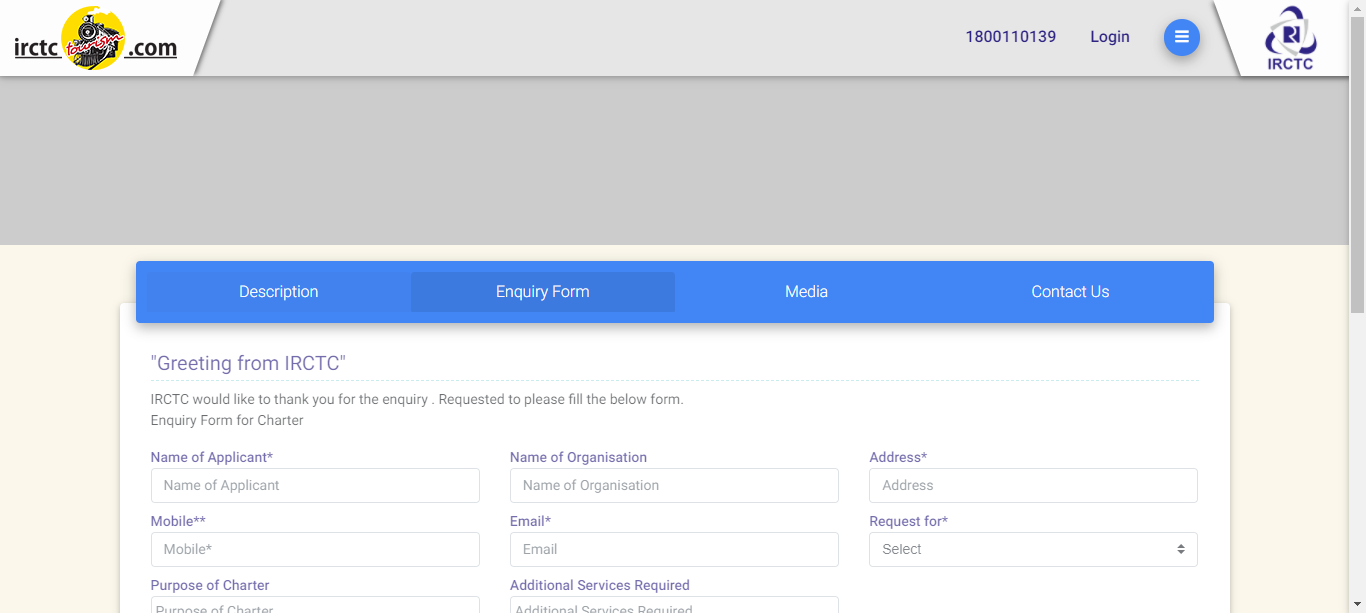 irctc tourism .com
1800110139
Login
IRCTC
Description
Enquiry Form
Media
Contact Us
"Greeting from IRCTC"
IRCTC would like to thank you for the enquiry . Requested to please fill the below form.
Enquiry Form for Charter
Name of Applicant*
Name of Organisation
Address*
Name of Applicant
Name of Organisation
Address
Mobile**
Email*
Request for*
Mobile*
Email
Select
Purpose of Charter
Additional Services Required
Purpose of Charter
Additional Services Required